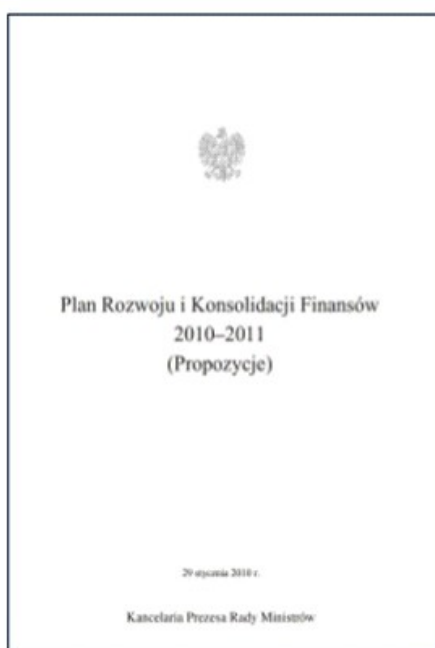 Plan Rozwoju i Konsolidacji Finansów
2010–2011
(Propozycje)
29 stycznia 2010 r.
Kancelaria Prezesa Rady Ministrów